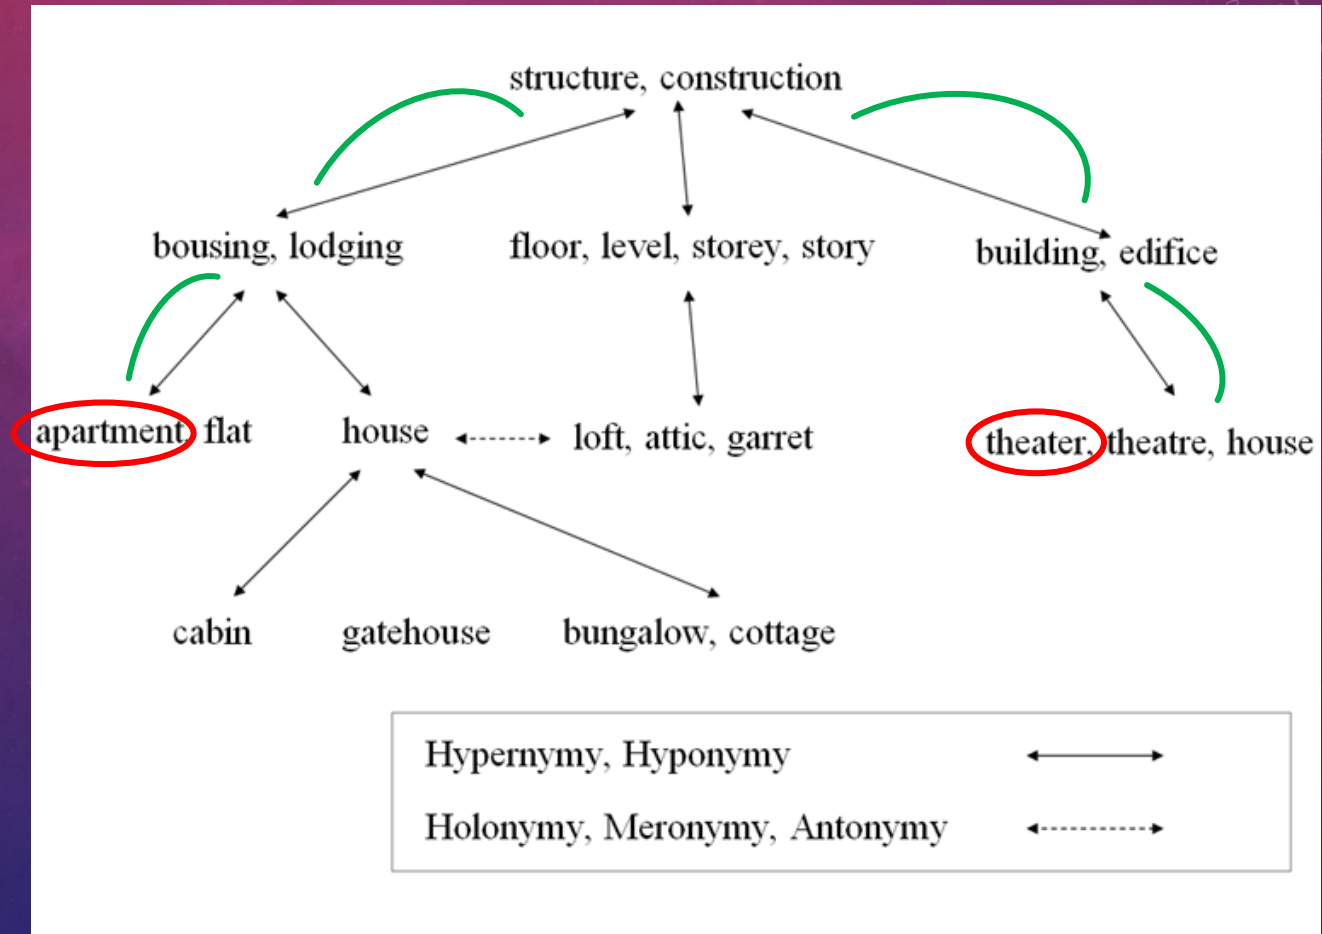 structure, construction
bousing, lodging
floor, level, storey, story
building, edifice
apartment, flat
house
loft, attic, garret
theater, theatre, house
cabin
gatehouse
bungalow, cottage
Hypernymy, Hyponymy
Holonymy, Meronymy, Antonymy